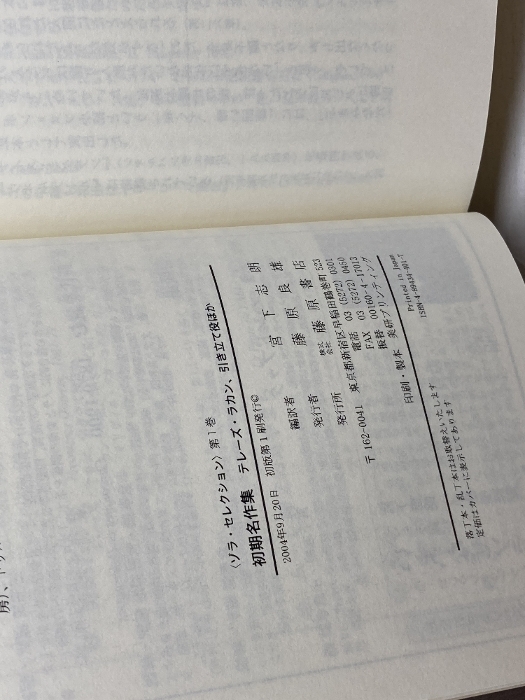 〈ゾラ・セレクション〉第1巻
初期名作集 テレーズ・ラカン、引き立て役ほか
2004年9月20日 初版第1刷発行©
編訳者 宮下志朗
発行者 藤原良雄
発行所 株式会社 藤原書店
〒162-0041 東京都新宿区早稲田鶴巻町523
電話 03 (5272) 0301
FAX 03 (5272) 0450
振替 00160-4-17013
印刷・製本 美研プリンティング
落丁本・乱丁本はお取替えいたします
定価はカバーに表示してあります
Printed in Japan